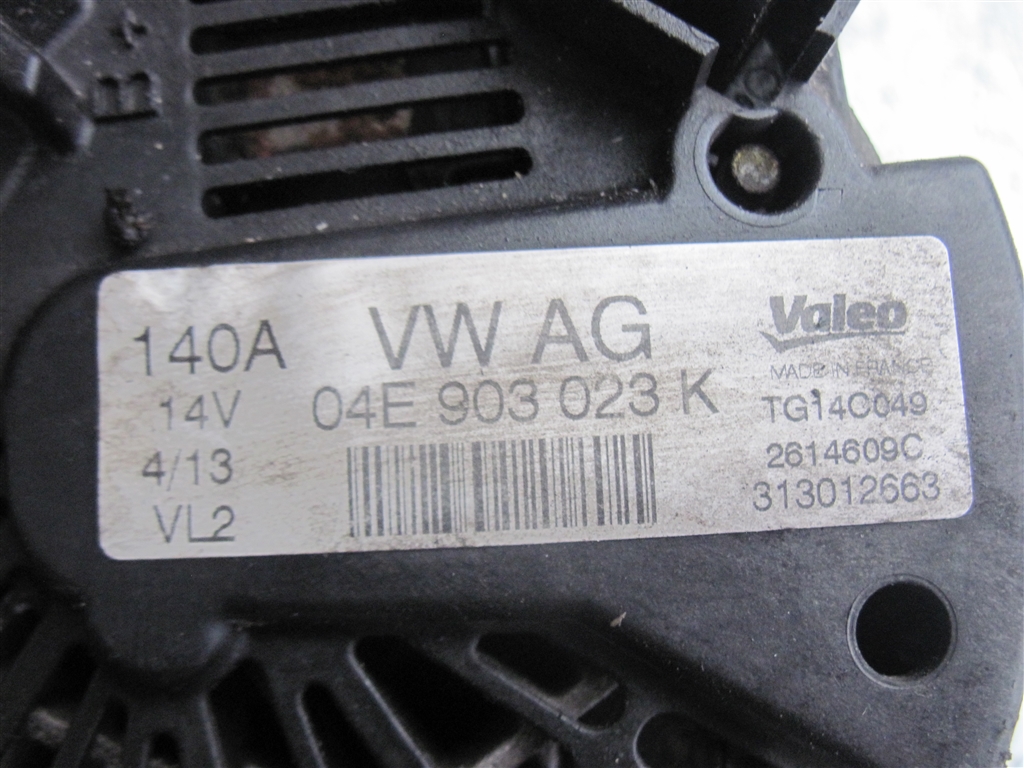 B+
140A VW AG Valeo
MADE IN FRANCE
14V 04E 903 023 K TG14C049
4/13 2614609C
VL2 313012663